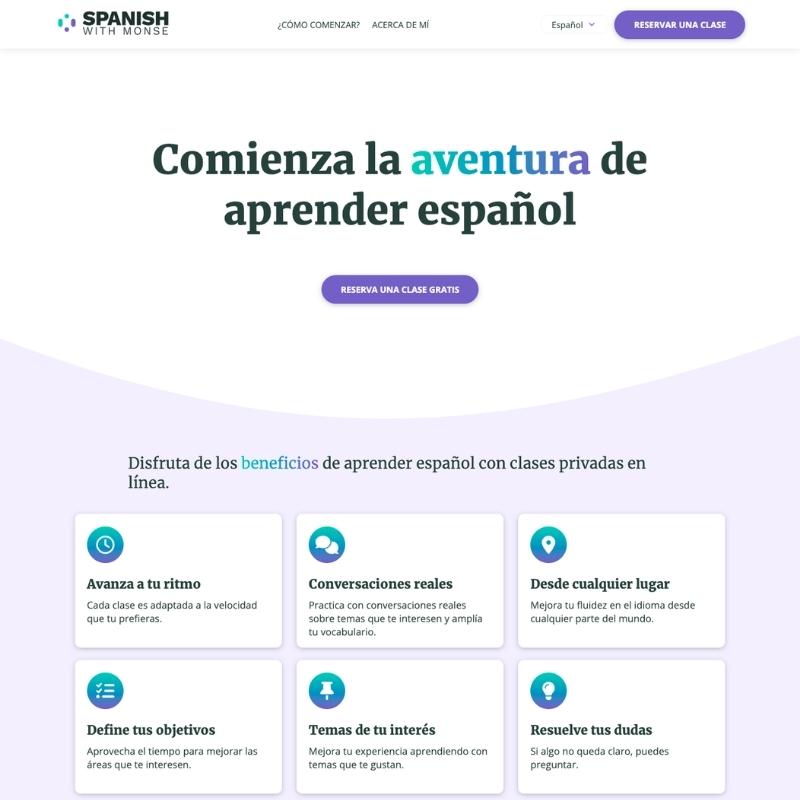 SPANISH
WITH MONSE
¿CÓMO COMENZAR? ACERCA DE MÍ
Español
RESERVAR UNA CLASE
Comienza la aventura de
aprender español
RESERVA UNA CLASE GRATIS
Disfruta de los beneficios de aprender español con clases privadas en
línea.
Avanza a tu ritmo
Cada clase es adaptada a la velocidad
que tu prefieras.
Conversaciones reales
Practica con conversaciones reales
sobre temas que te interesen y amplía
tu vocabulario.
Desde cualquier lugar
Mejora tu fluidez en el idioma desde
cualquier parte del mundo.
Define tus objetivos
Aprovecha el tiempo para mejorar las
áreas que te interesen.
Temas de tu interés
Mejora tu experiencia aprendiendo con
temas que te gustan.
Resuelve tus dudas
Si algo no queda claro, puedes
preguntar.